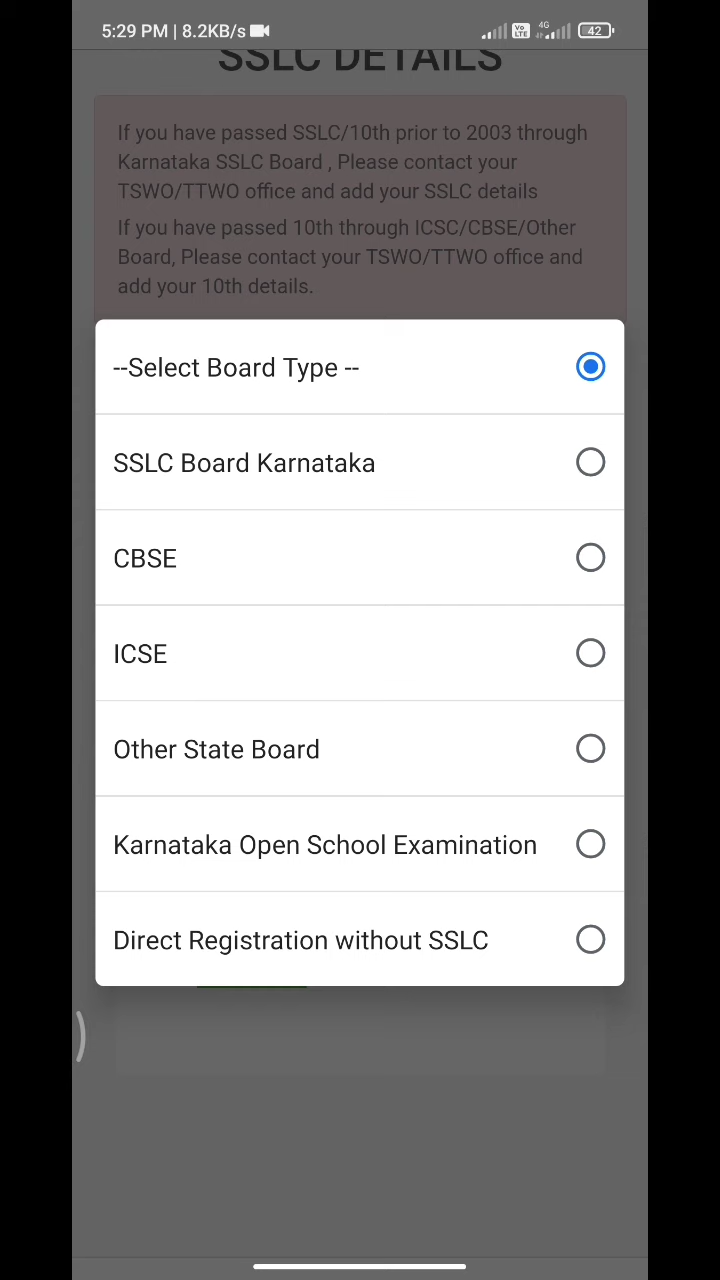 5:29 PM | 8.2KB/s
Vo
LTE
4G
42
SSLC DETAILS
If you have passed SSLC/10th prior to 2003 through
Karnataka SSLC Board , Please contact your
TSWO/TTWO office and add your SSLC details
If you have passed 10th through ICSC/CBSE/Other
Board, Please contact your TSWO/TTWO office and
add your 10th details.
--Select Board Type --
SSLC Board Karnataka
CBSE
ICSE
Other State Board
Karnataka Open School Examination
Direct Registration without SSLC